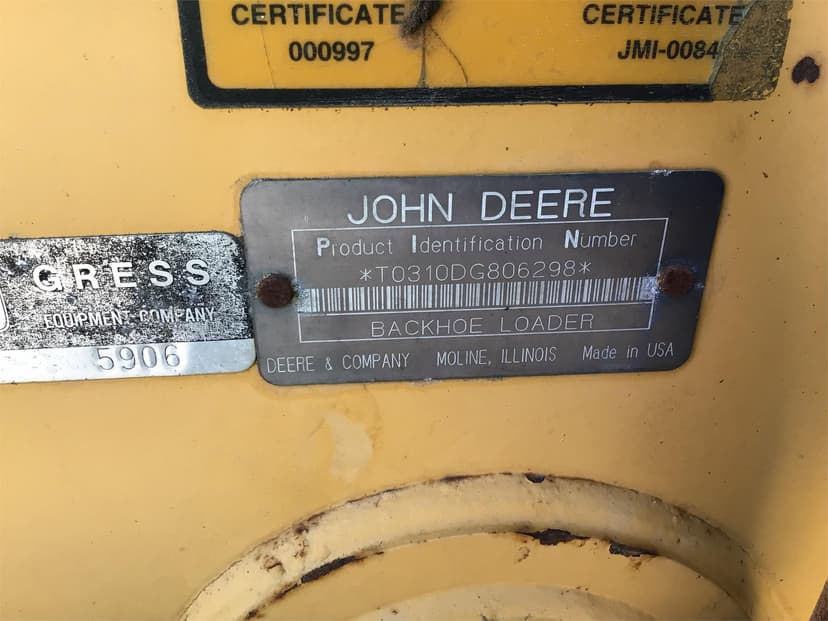 CERTIFICATE
000997
CERTIFICATE
JMI-0084
JOHN DEERE
Product Identification Number
*T0310DG806298*
BACKHOE LOADER
DEERE & COMPANY MOLINE, ILLINOIS Made in USA
GRESS
EQUIPMENT COMPANY
5906